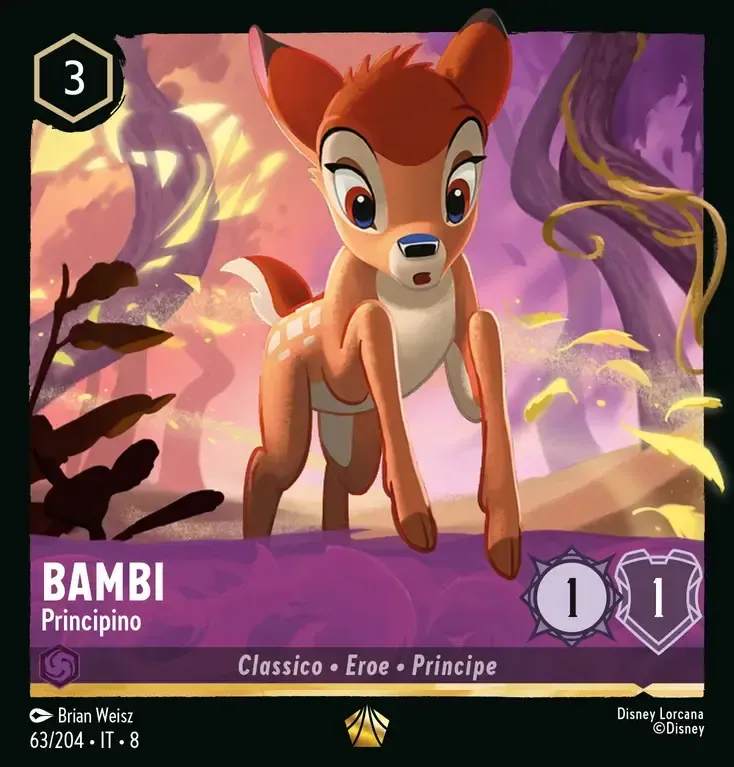 3
BAMBI
Principino
1 1
Classico • Eroe • Principe
Brian Weisz
63/204 • IT • 8
Disney Lorcana
©Disney